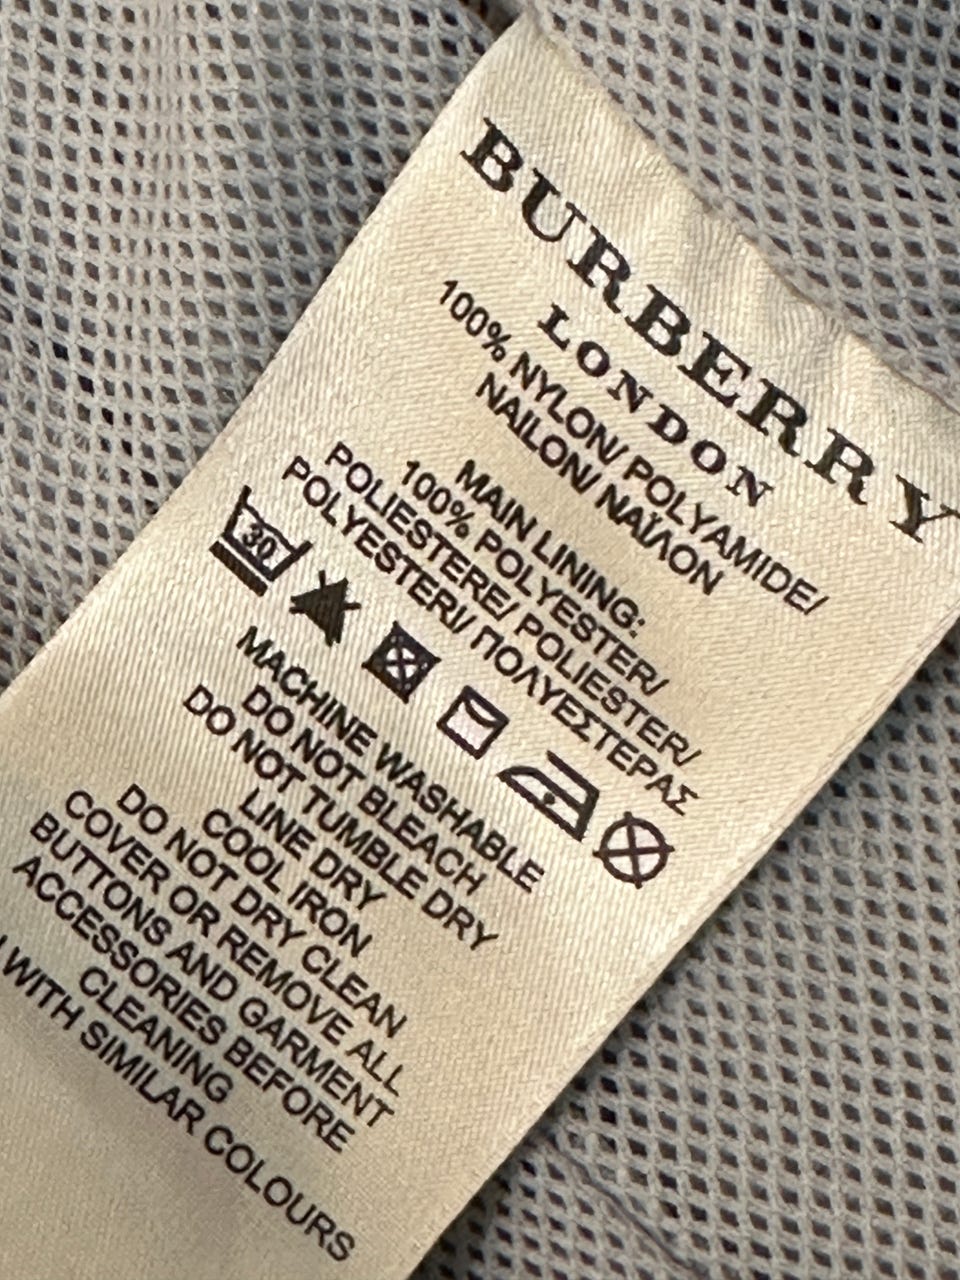 BURBERRY
LONDON
100% NYLON/ POLYAMIDE/
NAILON/ ΝΑΪΛΟΝ
MAIN LINING:
100% POLYESTER/
POLIESTERE/ POLIESTER/
POLYESTERI/ ΠΟΛΥΕΣΤΕΡΑΣ
30
MACHINE WASHABLE
DO NOT BLEACH
DO NOT TUMBLE DRY
LINE DRY
COOL IRON
DO NOT DRY CLEAN
COVER OR REMOVE ALL
BUTTONS AND GARMENT
ACCESSORIES BEFORE
CLEANING
WITH SIMILAR COLOURS